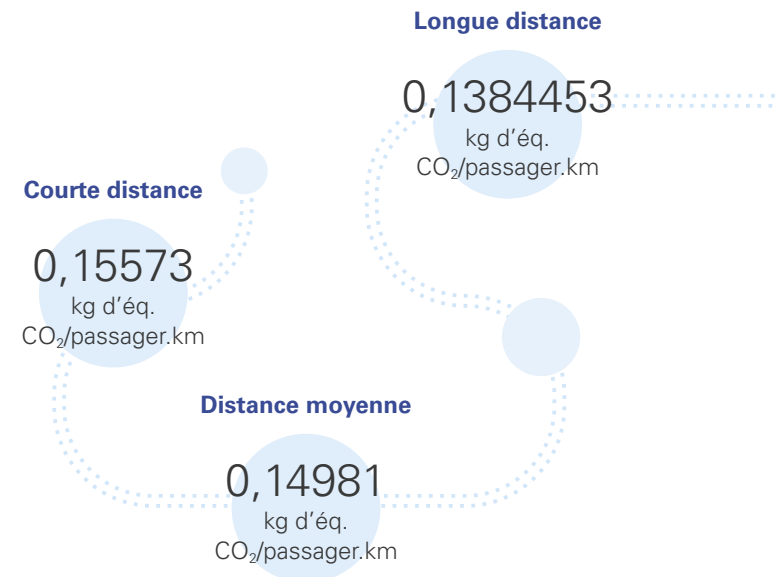 Longue distance
0,1384453
kg d’éq.
CO₂/passager.km
Courte distance
0,15573
kg d’éq.
CO₂/passager.km
Distance moyenne
0,14981
kg d’éq.
CO₂/passager.km